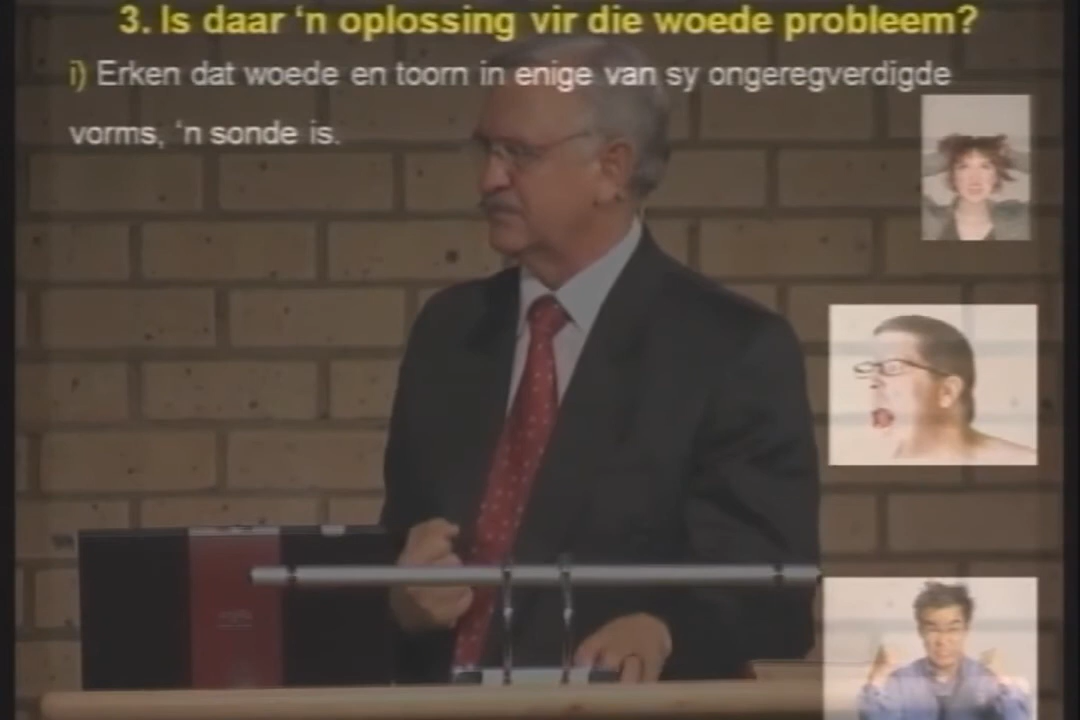 3. Is daar ‘n oplossing vir die woede probleem?
i) Erken dat woede en toorn in enige van sy ongeregverdigde
vorms, ‘n sonde is.